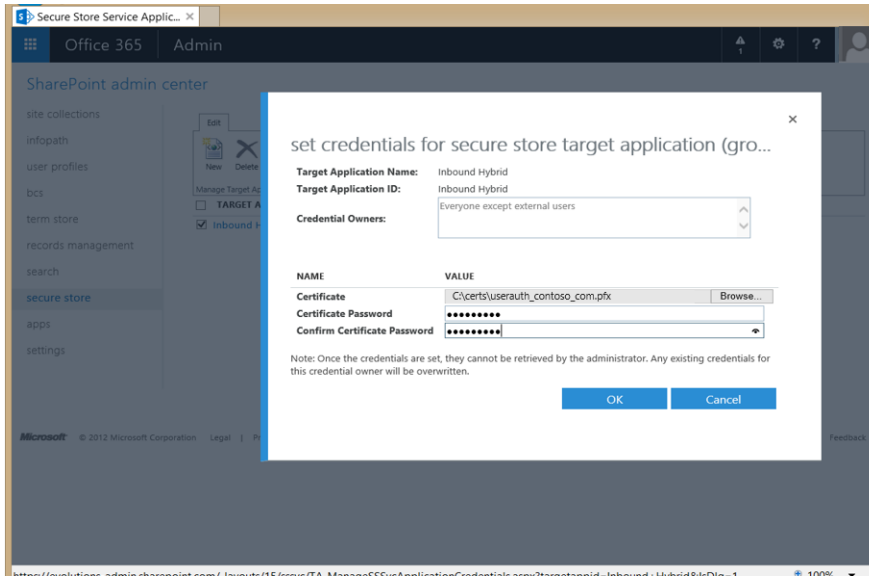 Secure Store Service Applic...
Office 365 Admin
1
?
SharePoint admin center
site collections
infopath
user profiles
bcs
term store
records management
search
secure store
apps
settings
Edit
New Delete
Manage Target Ap
TARGET A
Inbound H
set credentials for secure store target application (gro...
Target Application Name: Inbound Hybrid
Target Application ID: Inbound Hybrid
Credential Owners: Everyone except external users
NAME VALUE
Certificate C:\certs\userauth_contoso_com.pfx Browse...
Certificate Password •••••••••
Confirm Certificate Password •••••••••
Note: Once the credentials are set, they cannot be retrieved by the administrator. Any existing credentials for
this credential owner will be overwritten.
OK Cancel
Microsoft © 2012 Microsoft Corporation Legal | Pr
Feedback
100%